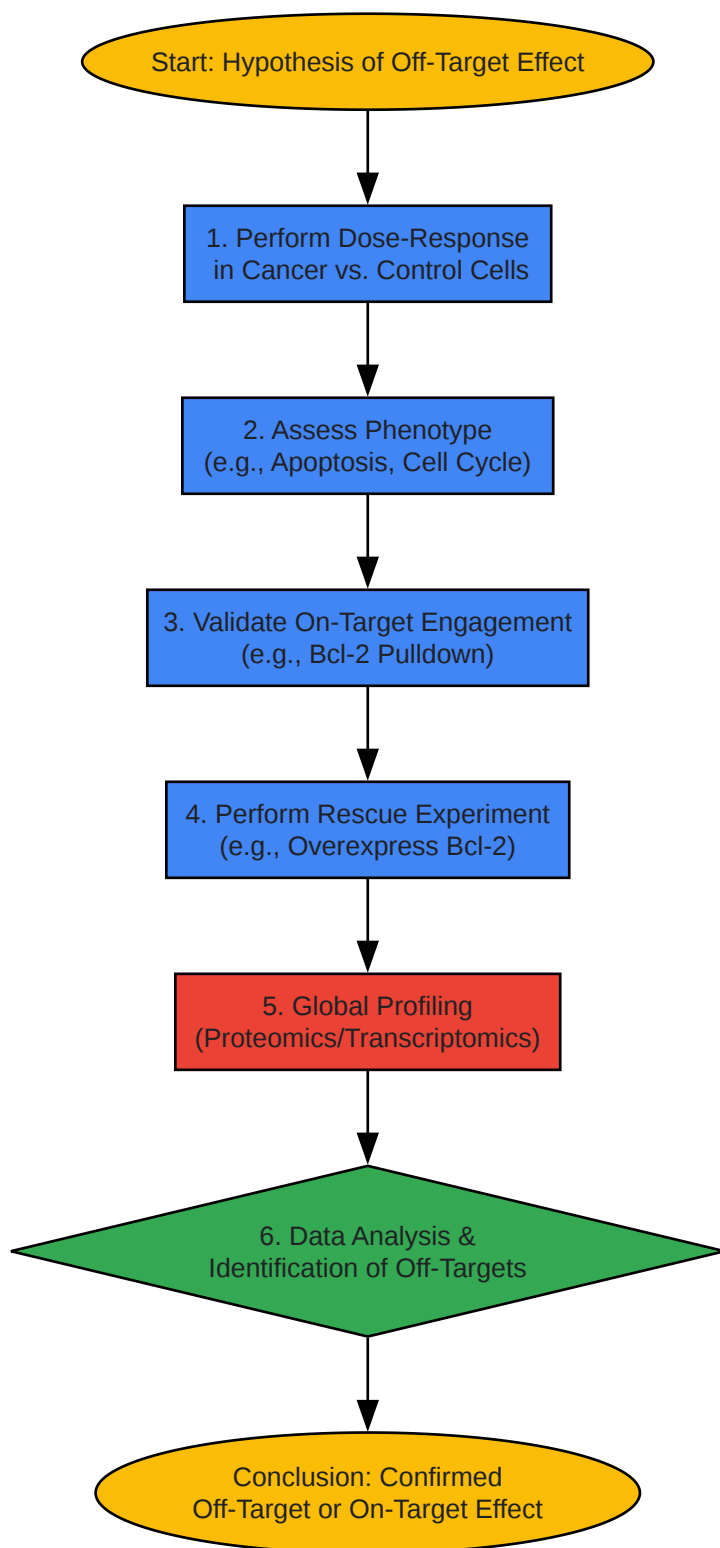 Start: Hypothesis of Off-Target Effect
1. Perform Dose-Response
in Cancer vs. Control Cells
2. Assess Phenotype
(e.g., Apoptosis, Cell Cycle)
3. Validate On-Target Engagement
(e.g., Bcl-2 Pulldown)
4. Perform Rescue Experiment
(e.g., Overexpress Bcl-2)
5. Global Profiling
(Proteomics/Transcriptomics)
6. Data Analysis &
Identification of Off-Targets
Conclusion: Confirmed
Off-Target or On-Target Effect